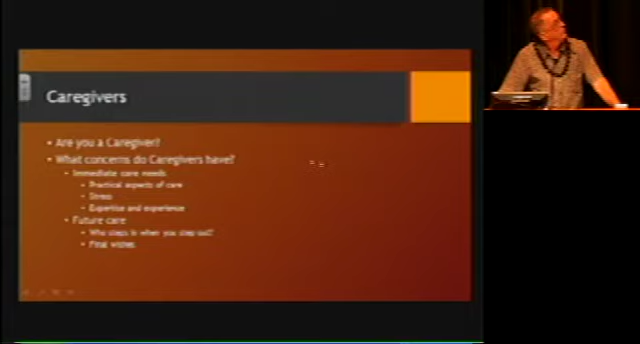 Caregivers
• Are you a Caregiver?
• What concerns do Caregivers have?
• Immediate care needs
• Practical aspects of care
• Stress
• Expertise and experience
• Future care
• Who steps in when you step out?
• Final wishes